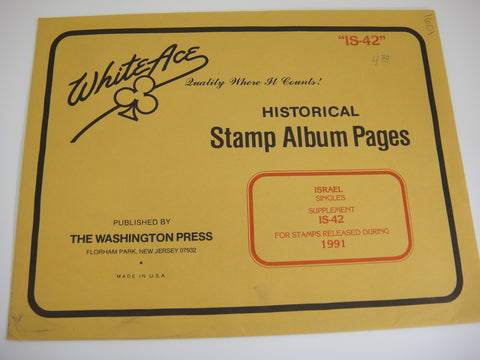 "IS-42"
1601
White Ace
Quality Where It Counts!
HISTORICAL
Stamp Album Pages
ISRAEL
SINGLES
SUPPLEMENT
IS-42
FOR STAMPS RELEASED DURING
1991
PUBLISHED BY
THE WASHINGTON PRESS
FLORHAM PARK, NEW JERSEY 07932
MADE IN U.S.A.